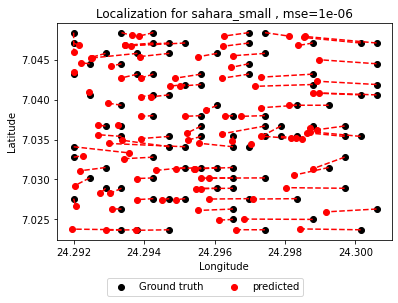 Localization for sahara_small , mse=1e-06
Latitude
7.045
7.040
7.035
7.030
7.025
24.292 24.294 24.296 24.298 24.300
Longitude
Ground truth predicted